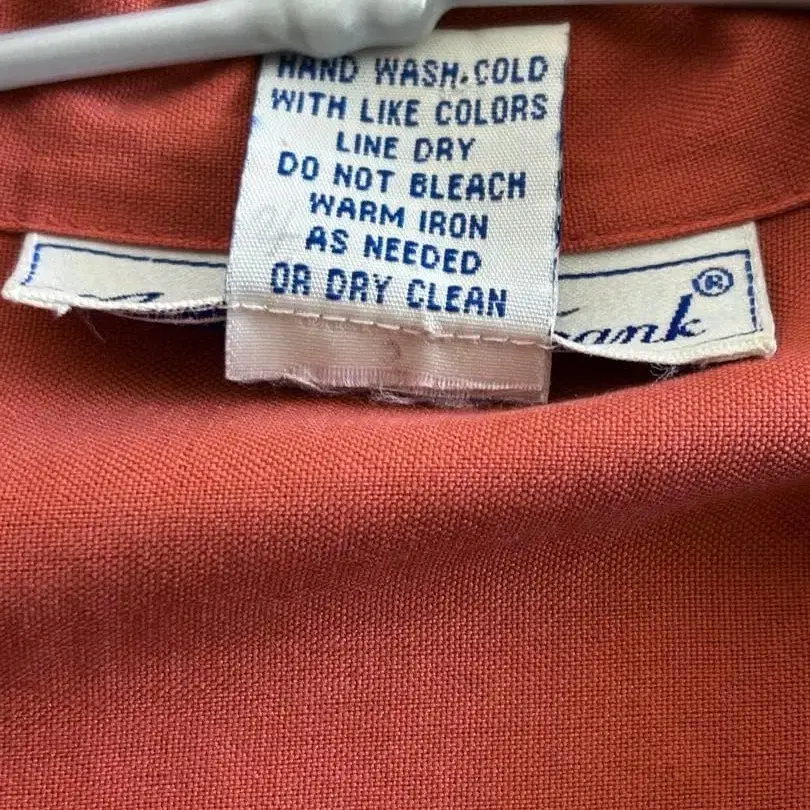 HAND WASH, COLD
WITH LIKE COLORS
LINE DRY
DO NOT BLEACH
WARM IRON
AS NEEDED
OR DRY CLEAN
®